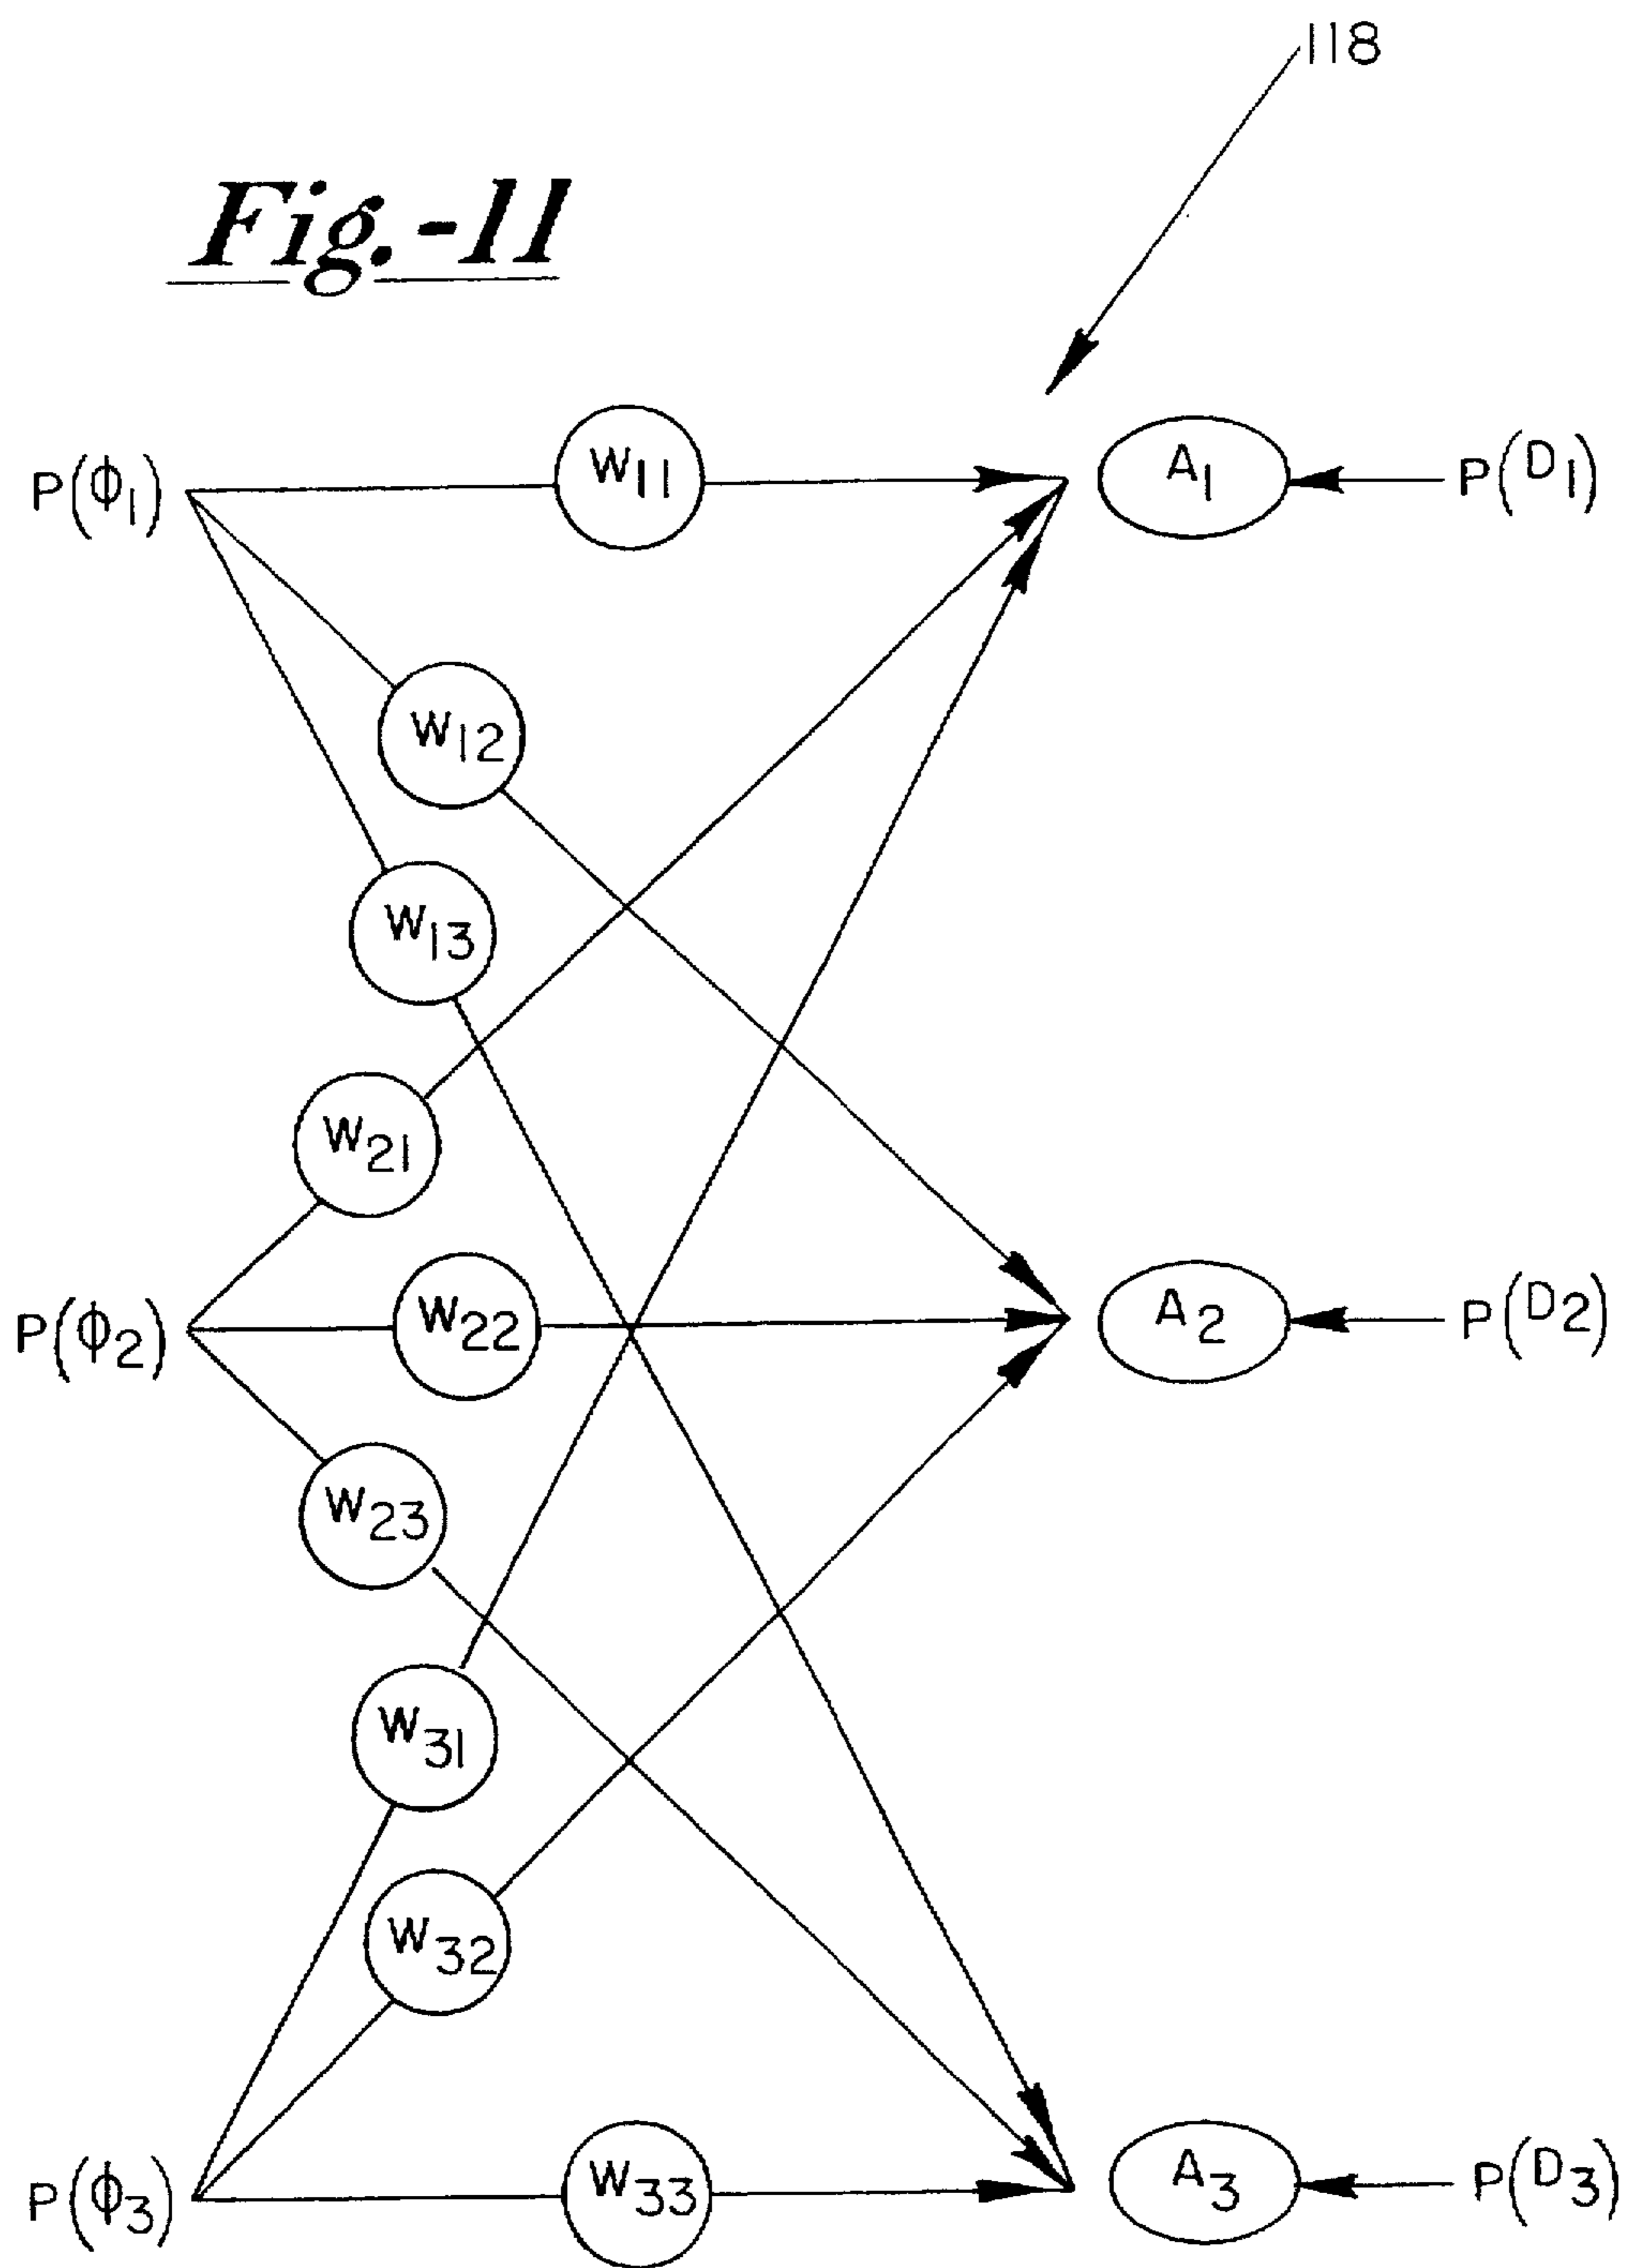 118
Fig.-11
P(ϕ1) W11 A1 P(D1)
W12
W13
W21
P(ϕ2) W22 A2 P(D2)
W23
W31
W32
P(ϕ3) W33 A3 P(D3)